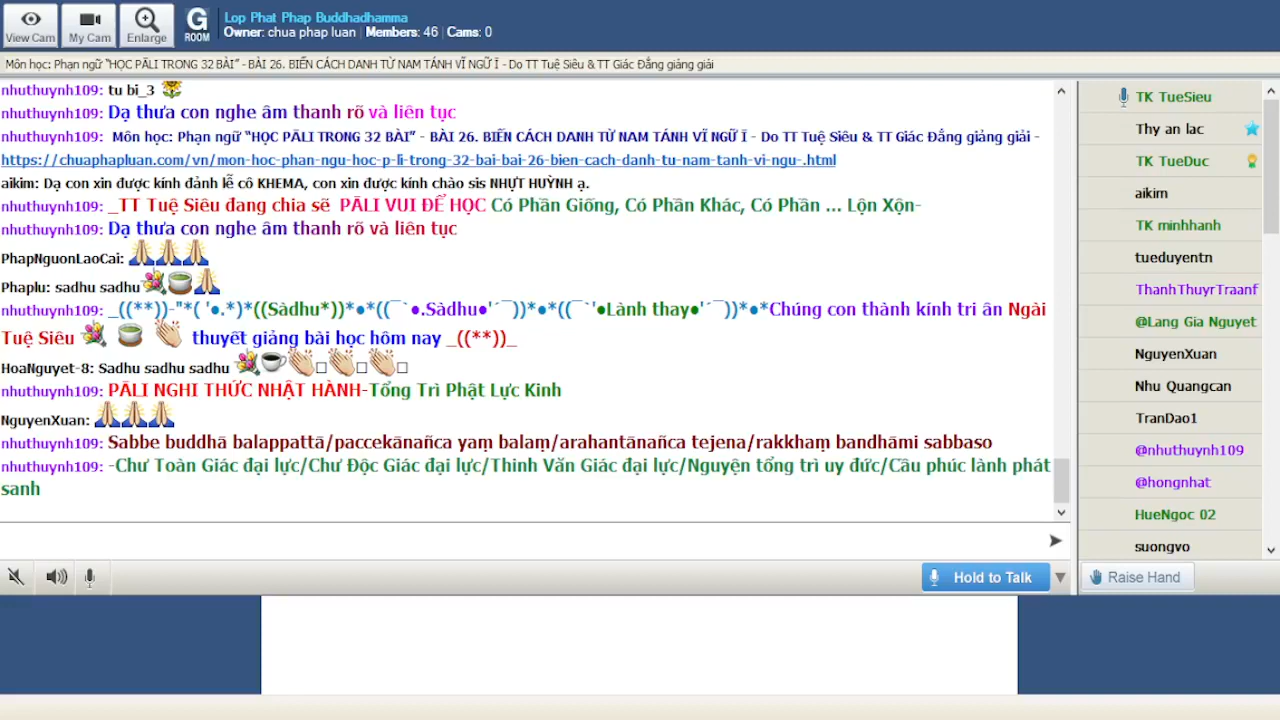 View Cam
My Cam
Enlarge
G
ROOM
Lop Phat Phap Buddhadhamma
Owner: chua phap luan | Members: 46 | Cams: 0
Môn học: Phạn ngữ “HỌC PĀLI TRONG 32 BÀI” - BÀI 26. BIẾN CÁCH DANH TỪ NAM TÁNH VĨ NGỮ Ī - Do TT Tuệ Siêu & TT Giác Đẳng giảng giải
nhuthuynh109: tu bi_3
nhuthuynh109: Dạ thưa con nghe âm thanh rõ và liên tục
nhuthuynh109: Môn học: Phạn ngữ “HỌC PĀLI TRONG 32 BÀI” - BÀI 26. BIẾN CÁCH DANH TỪ NAM TÁNH VĨ NGỮ Ī - Do TT Tuệ Siêu & TT Giác Đẳng giảng giải -
https://chuaphapluan.com/vn/mon-hoc-phan-ngu-hoc-p-li-trong-32-bai-bai-26-bien-cach-danh-tu-nam-tanh-vi-ngu-.html
aikim: Dạ con xin được kính đảnh lễ cô KHEMA, con xin được kính chào sis NHỰT HUỲNH ạ.
nhuthuynh109: _TT Tuệ Siêu đang chia sẽ PĀLI VUI ĐỂ HỌC Có Phần Giống, Có Phần Khác, Có Phần ... Lộn Xộn-
nhuthuynh109: Dạ thưa con nghe âm thanh rõ và liên tục
PhapNguonLaoCai:
Phaplu: sadhu sadhu
nhuthuynh109: _((**))-"*( '●.*)*((Sàdhu*))*●*((¯`●.Sàdhu●'´¯))*●*((¯`'●Lành thay●'´¯))*●*Chúng con thành kính tri ân Ngài
Tuệ Siêu thuyết giảng bài học hôm nay _((**))_
HoaNguyet-8: Sadhu sadhu sadhu
nhuthuynh109: PĀLI NGHI THỨC NHẬT HÀNH-Tổng Trì Phật Lực Kinh
NguyenXuan:
nhuthuynh109: Sabbe buddhā balappattā/paccekānañca yaṃ balaṃ/arahantānañca tejena/rakkhaṃ bandhāmi sabbaso
nhuthuynh109: -Chư Toàn Giác đại lực/Chư Độc Giác đại lực/Thinh Văn Giác đại lực/Nguyện tổng trì uy đức/Cầu phúc lành phát
sanh
Hold to Talk
TK TueSieu
Thy an lac
TK TueDuc
aikim
TK minhhanh
tueduyentn
ThanhThuyrTraanf
@Lang Gia Nguyet
NguyenXuan
Nhu Quangcan
TranDao1
@nhuthuynh109
@hongnhat
HueNgoc 02
suongvo
Raise Hand